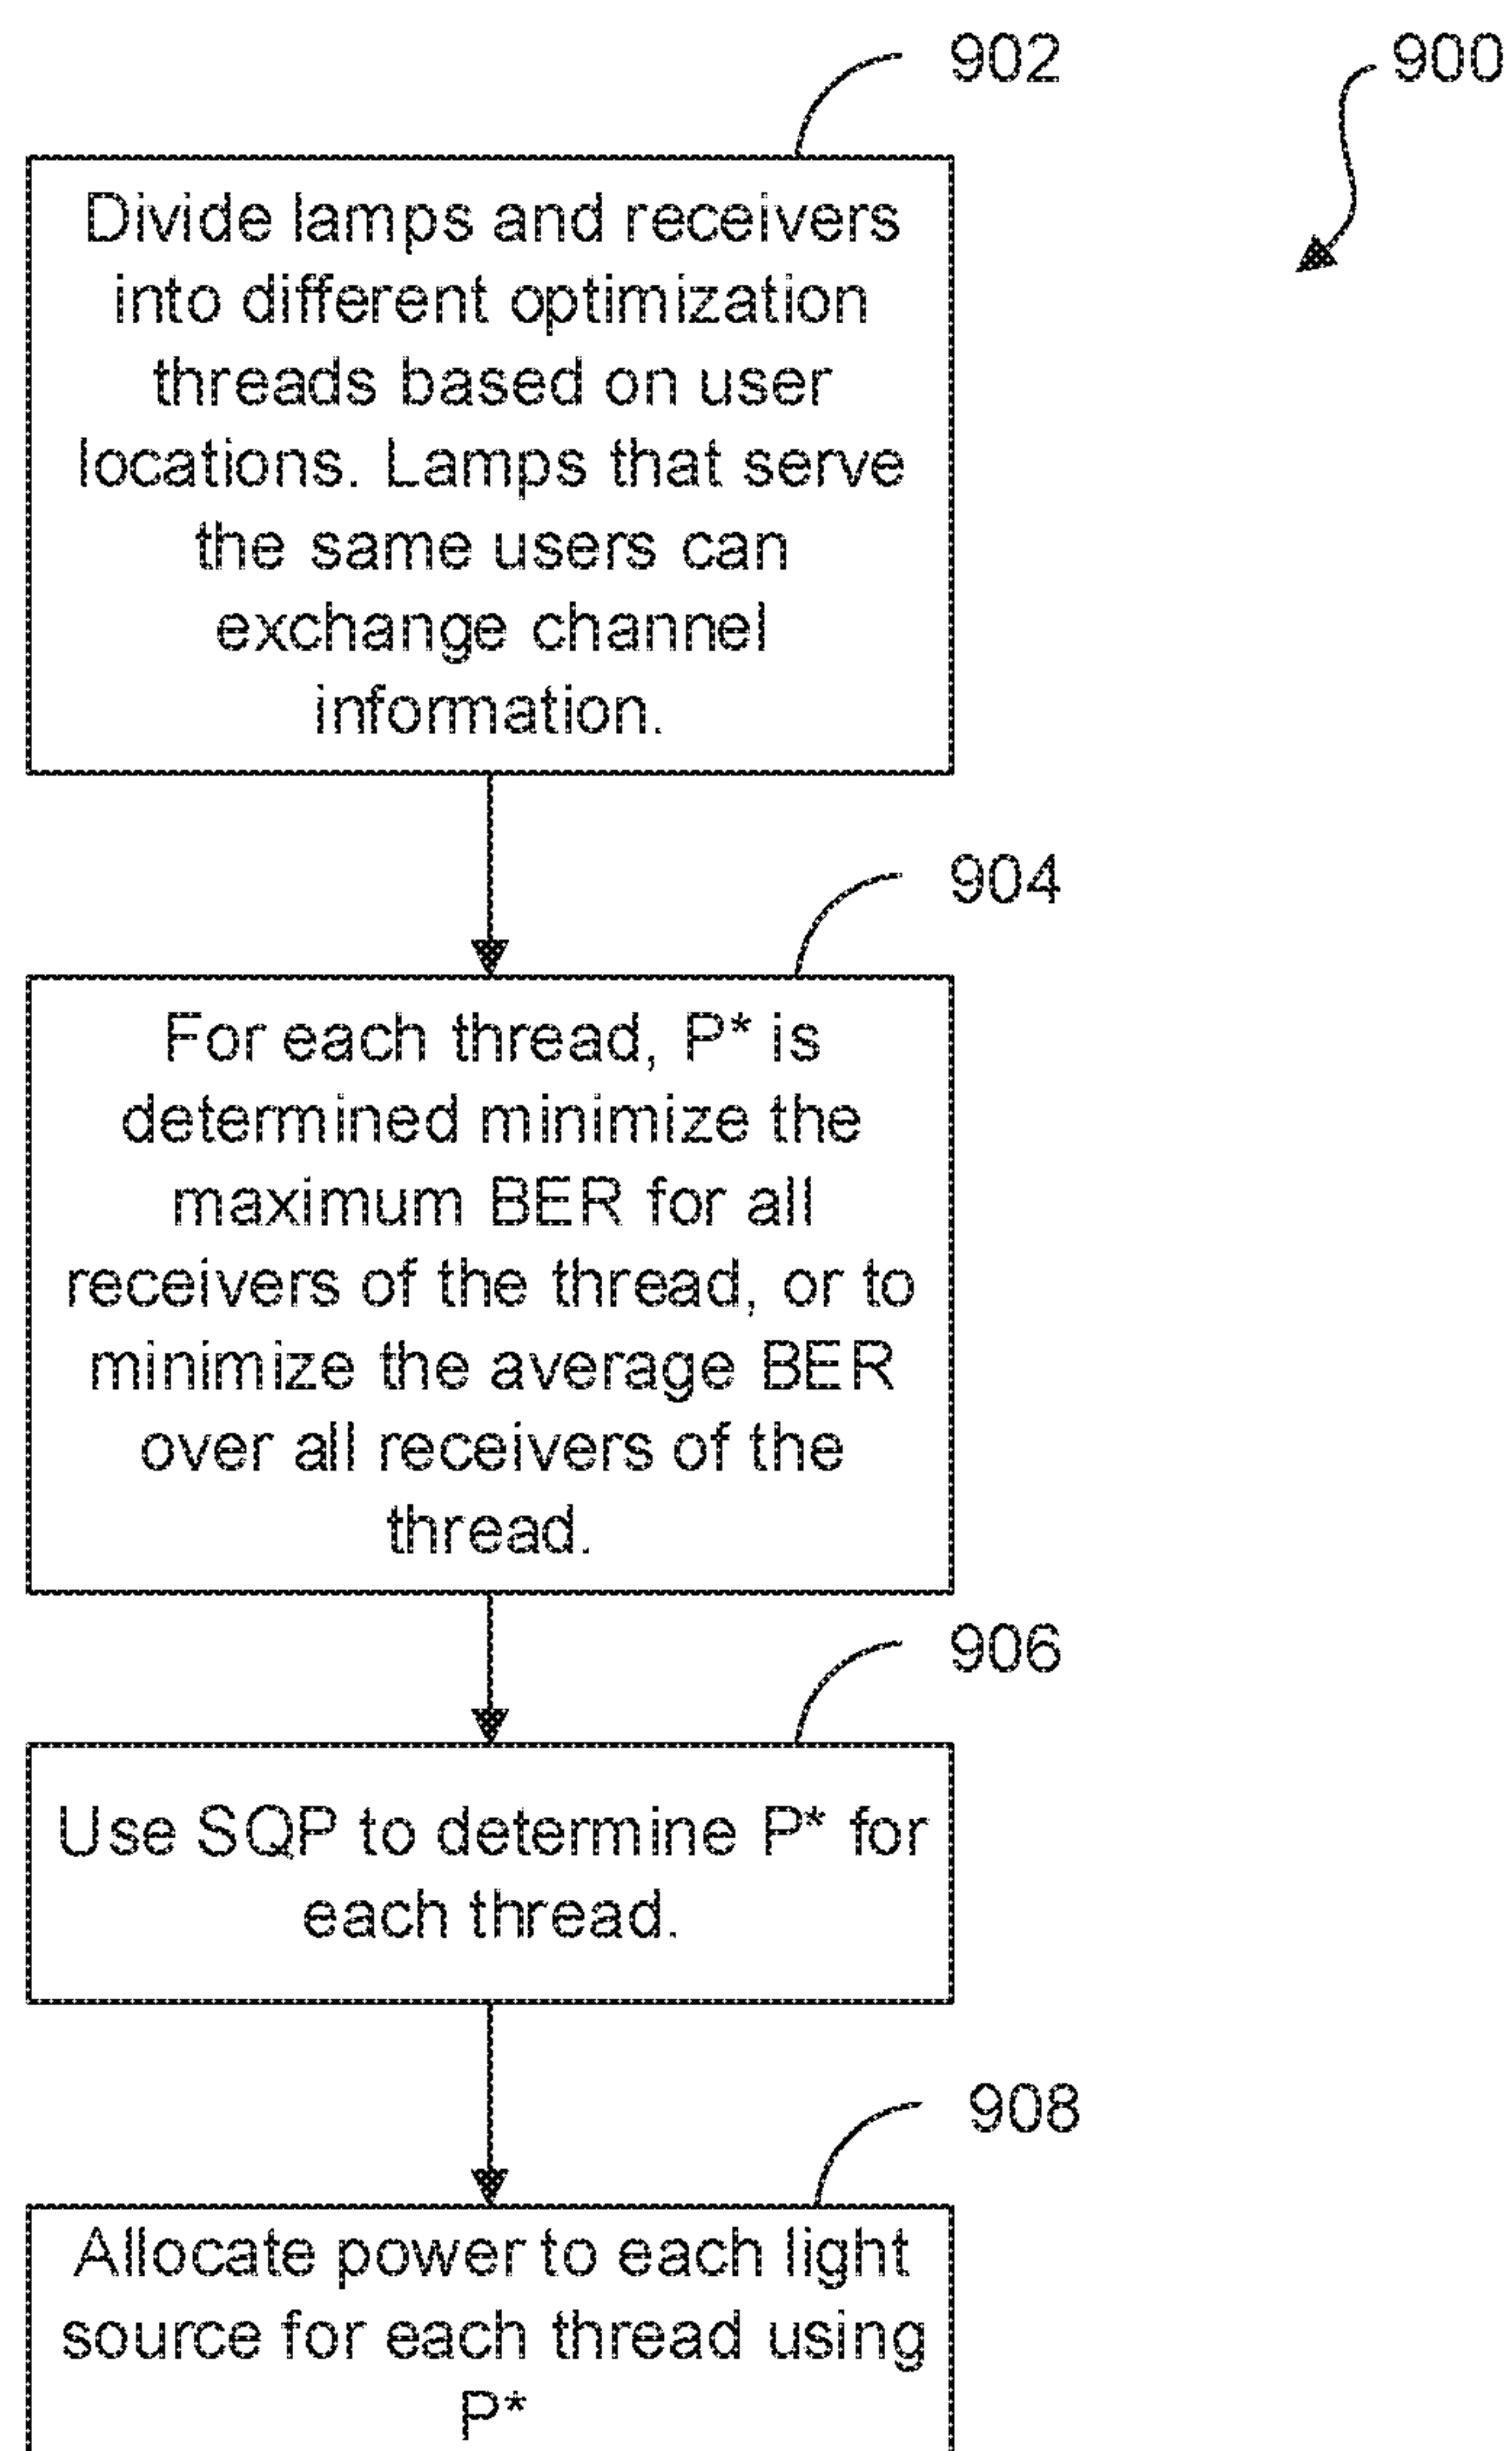 902
900
Divide lamps and receivers
into different optimization
threads based on user
locations. Lamps that serve
the same users can
exchange channel
information.
904
For each thread, P* is
determined minimize the
maximum BER for all
receivers of the thread, or to
minimize the average BER
over all receivers of the
thread.
906
Use SQP to determine P* for
each thread.
908
Allocate power to each light
source for each thread using
P*